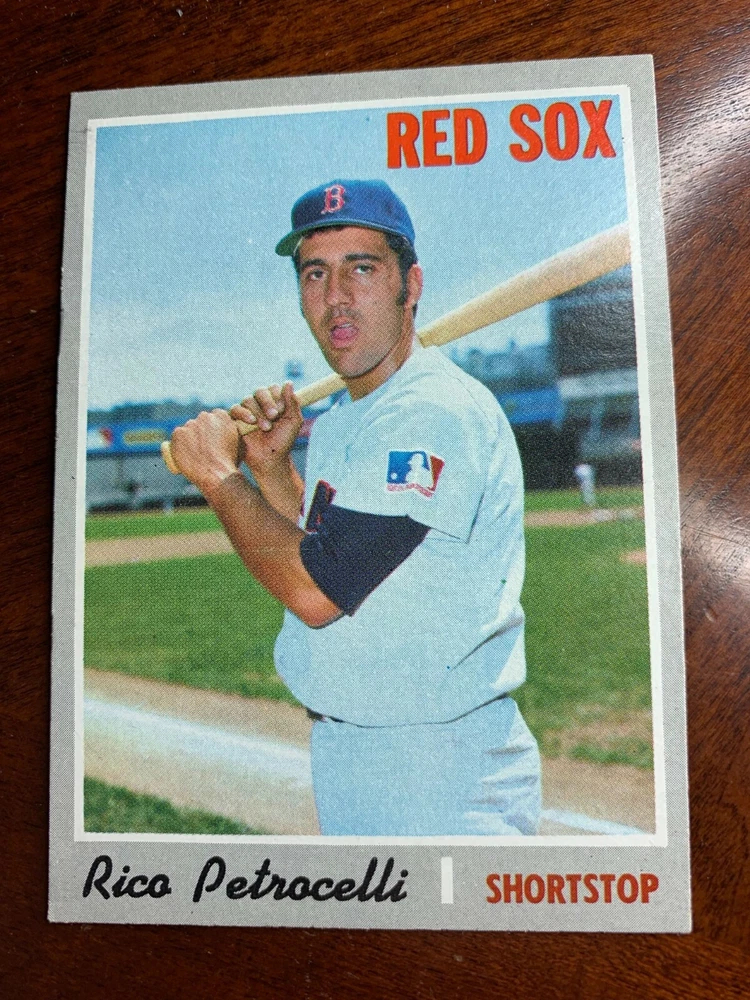 RED SOX
B
Rico Petrocelli
SHORTSTOP